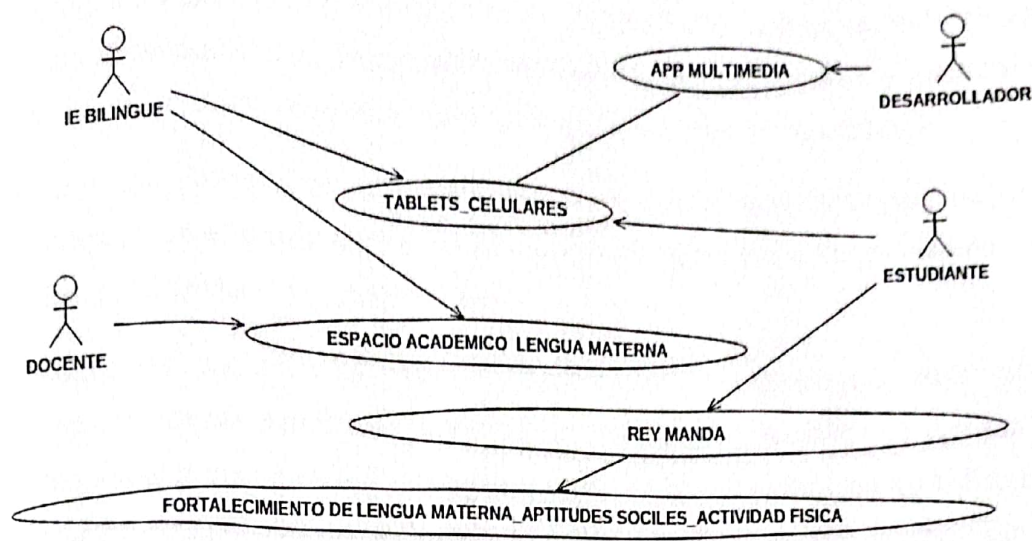 APP MULTIMEDIA
DESARROLLADOR
IE BILINGUE
TABLETS_CELULARES
ESTUDIANTE
DOCENTE
ESPACIO ACADEMICO LENGUA MATERNA
REY MANDA
FORTALECIMIENTO DE LENGUA MATERNA_APTITUDES SOCILES_ACTIVIDAD FISICA